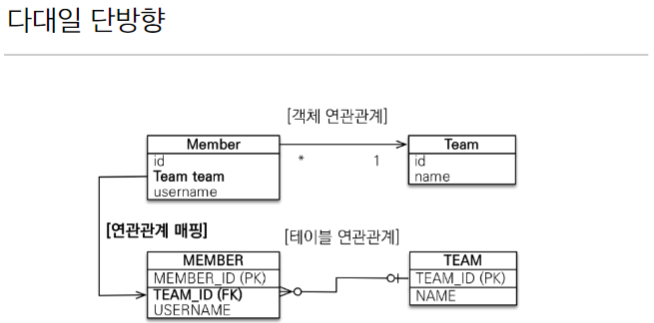 다대일 단방향
[객체 연관관계]
Member
id
Team team
username
* 1
Team
id
name
[연관관계 매핑]
[테이블 연관관계]
MEMBER
MEMBER_ID (PK)
TEAM_ID (FK)
USERNAME
TEAM
TEAM_ID (PK)
NAME